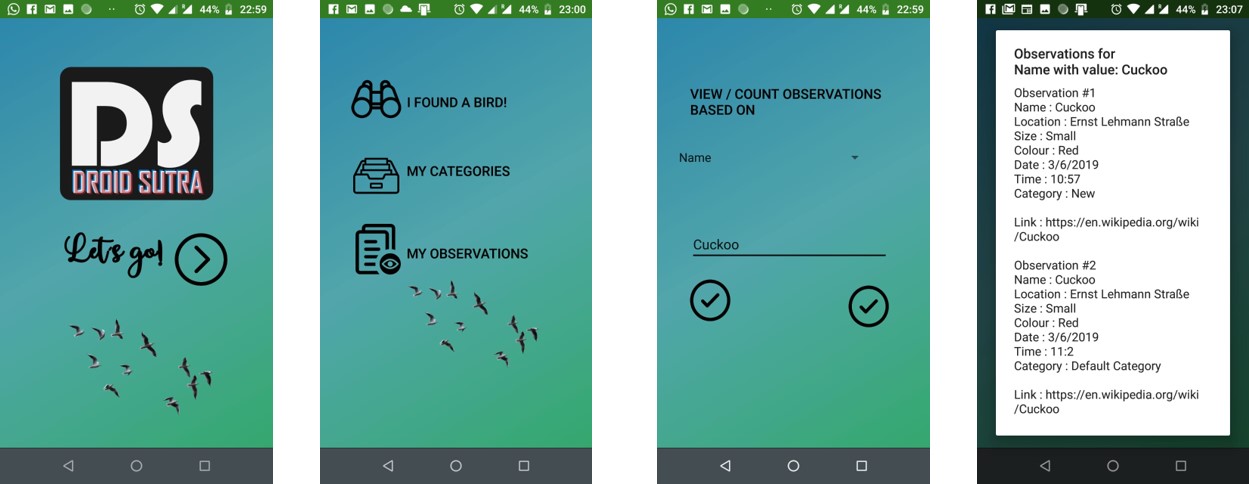 44% 22:59
DS
DROID SUTRA
Let's go!
44% 23:00
I FOUND A BIRD!
MY CATEGORIES
MY OBSERVATIONS
44% 22:59
VIEW / COUNT OBSERVATIONS
BASED ON
Name
Cuckoo
44% 23:07
Observations for
Name with value: Cuckoo
Observation #1
Name : Cuckoo
Location : Ernst Lehmann Straße
Size : Small
Colour : Red
Date : 3/6/2019
Time : 10:57
Category : New
Link : https://en.wikipedia.org/wiki
/Cuckoo
Observation #2
Name : Cuckoo
Location : Ernst Lehmann Straße
Size : Small
Colour : Red
Date : 3/6/2019
Time : 11:2
Category : Default Category
Link : https://en.wikipedia.org/wiki
/Cuckoo